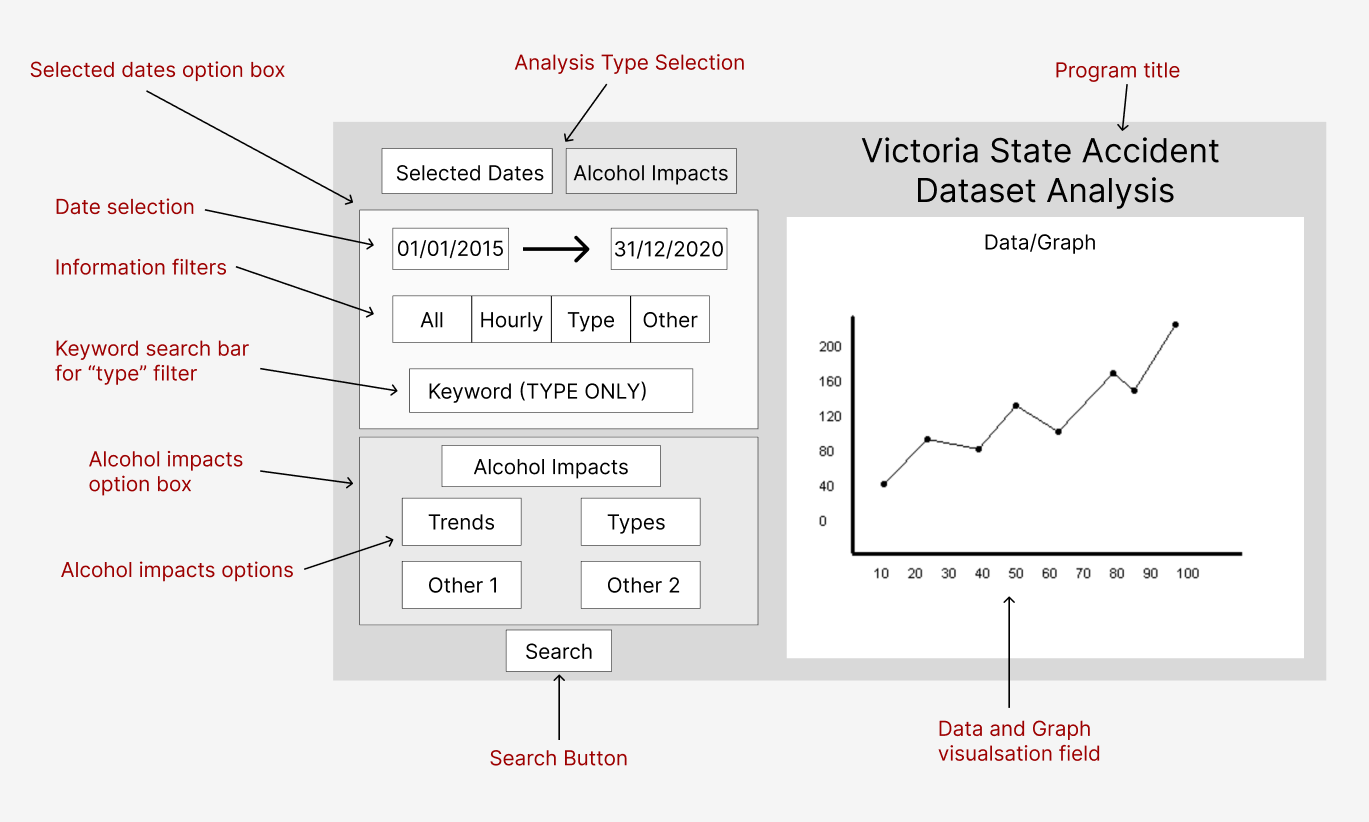 Selected dates option box
Analysis Type Selection
Program title
Selected Dates
Alcohol Impacts
Victoria State Accident
Dataset Analysis
Date selection
01/01/2015
31/12/2020
Information filters
All
Hourly
Type
Other
Keyword search bar
for “type” filter
Keyword (TYPE ONLY)
Alcohol impacts
option box
Alcohol Impacts
Trends
Types
Alcohol impacts options
Other 1
Other 2
Search
Search Button
Data/Graph
200
160
120
80
40
0
10 20 30 40 50 60 70 80 90 100
Data and Graph
visualsation field